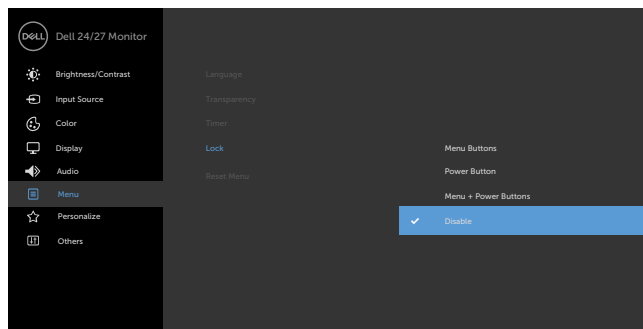 DELL Dell 24/27 Monitor
Brightness/Contrast
Input Source
Color
Display
Audio
Menu
Personalize
Others
Language
Transparency
Timer
Lock
Reset Menu
Menu Buttons
Power Button
Menu + Power Buttons
Disable